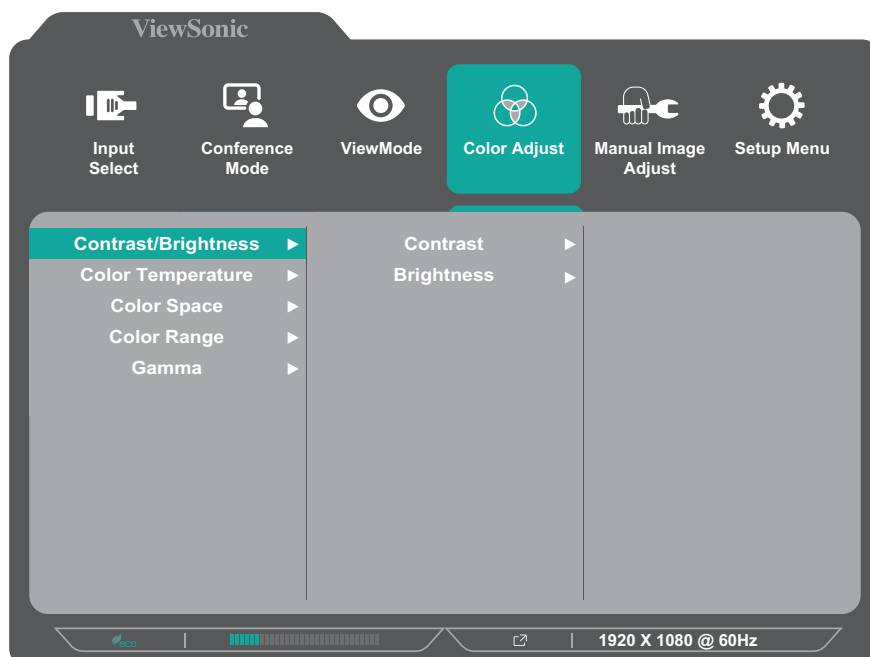 ViewSonic
Input
Select
Conference
Mode
ViewMode
Color Adjust
Manual Image
Adjust
Setup Menu
Contrast/Brightness
Color Temperature
Color Space
Color Range
Gamma
Contrast
Brightness
eco
1920 X 1080 @ 60Hz